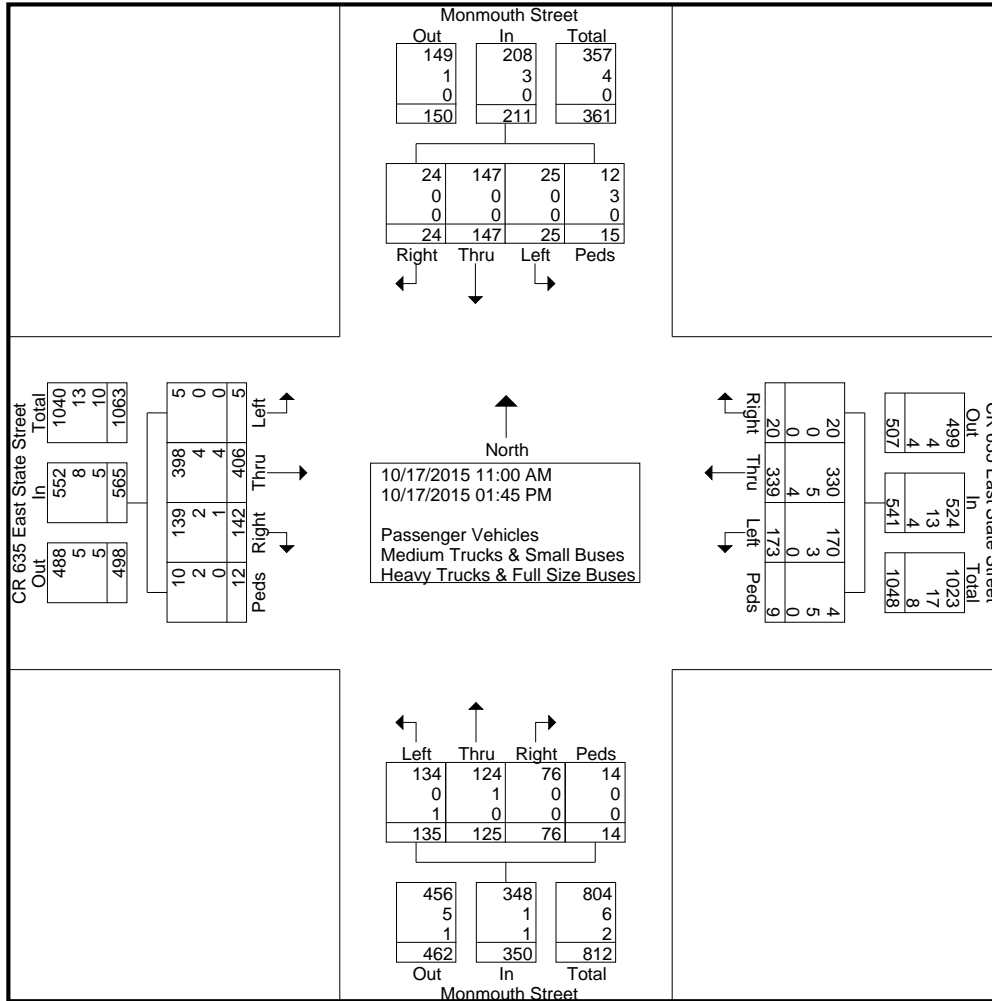 Monmouth Street
Out In Total
149 208 357
1 3 4
0 0 0
150 211 361
24 147 25 12
0 0 0 3
0 0 0 0
24 147 25 15
Right Thru Left Peds
CR 635 East State Street
Total In Out
1040 552 488
13 8 5
10 5 5
1063 565 498
5 398 139 10
0 4 2 2
0 4 1 0
5 406 142 12
Left Thru Right Peds
North
10/17/2015 11:00 AM
10/17/2015 01:45 PM
Passenger Vehicles
Medium Trucks & Small Buses
Heavy Trucks & Full Size Buses
Right Thru Left Peds
20 339 173 9
0 4 0 0
0 5 3 5
20 330 170 4
CR 635 East State Street
Out In Total
499 524 1023
4 13 17
4 4 8
507 541 1048
Left Thru Right Peds
134 124 76 14
0 1 0 0
1 0 0 0
135 125 76 14
456 348 804
5 1 6
1 1 2
462 350 812
Out In Total
Monmouth Street